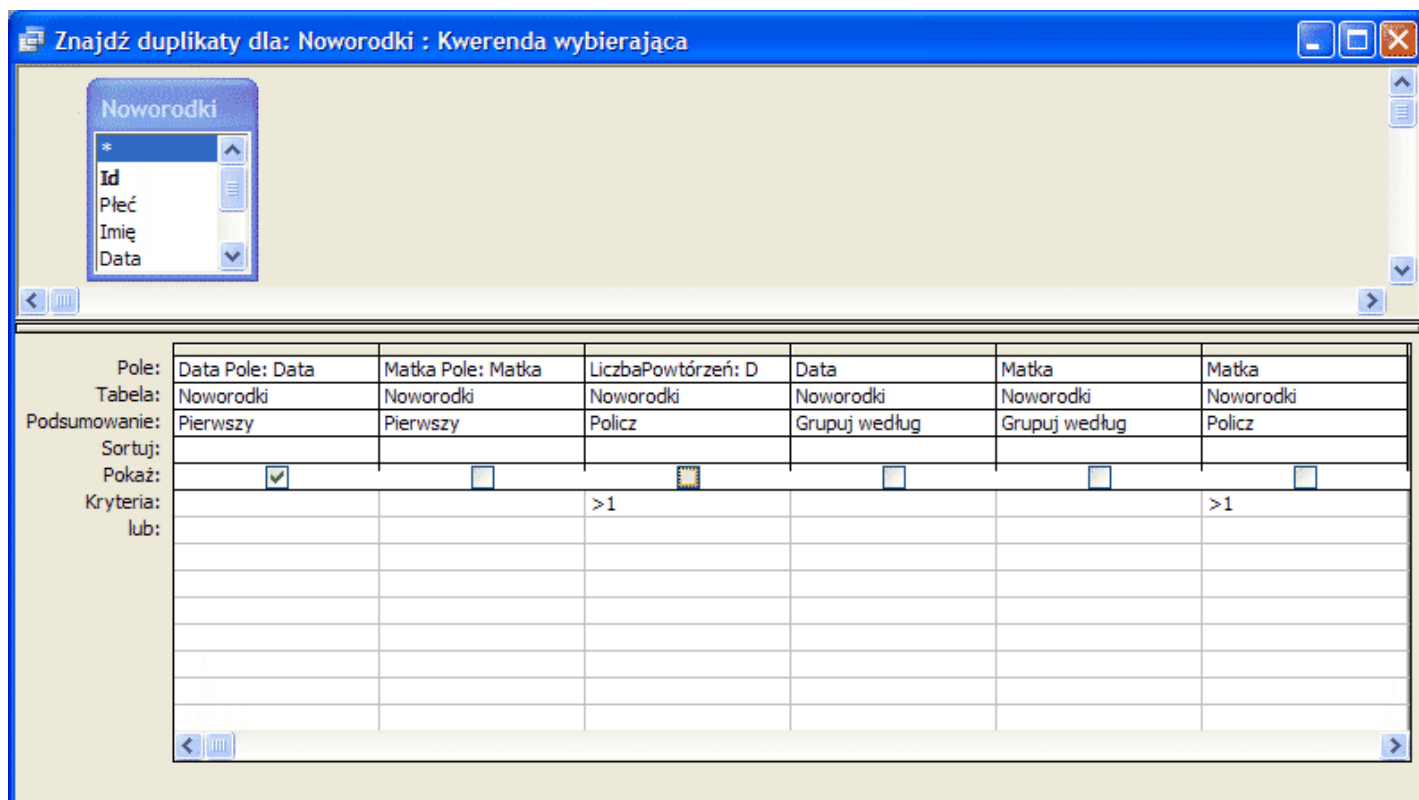 Znajdź duplikaty dla: Noworodki : Kwerenda wybierająca
Noworodki
*
Id
Płeć
Imię
Data
Pole: Data Pole: Data Matka Pole: Matka LiczbaPowtórzeń: D Data Matka Matka
Tabela: Noworodki Noworodki Noworodki Noworodki Noworodki Noworodki
Podsumowanie: Pierwszy Pierwszy Policz Grupuj według Grupuj według Policz
Sortuj:
Pokaż:
Kryteria: >1 >1
lub: